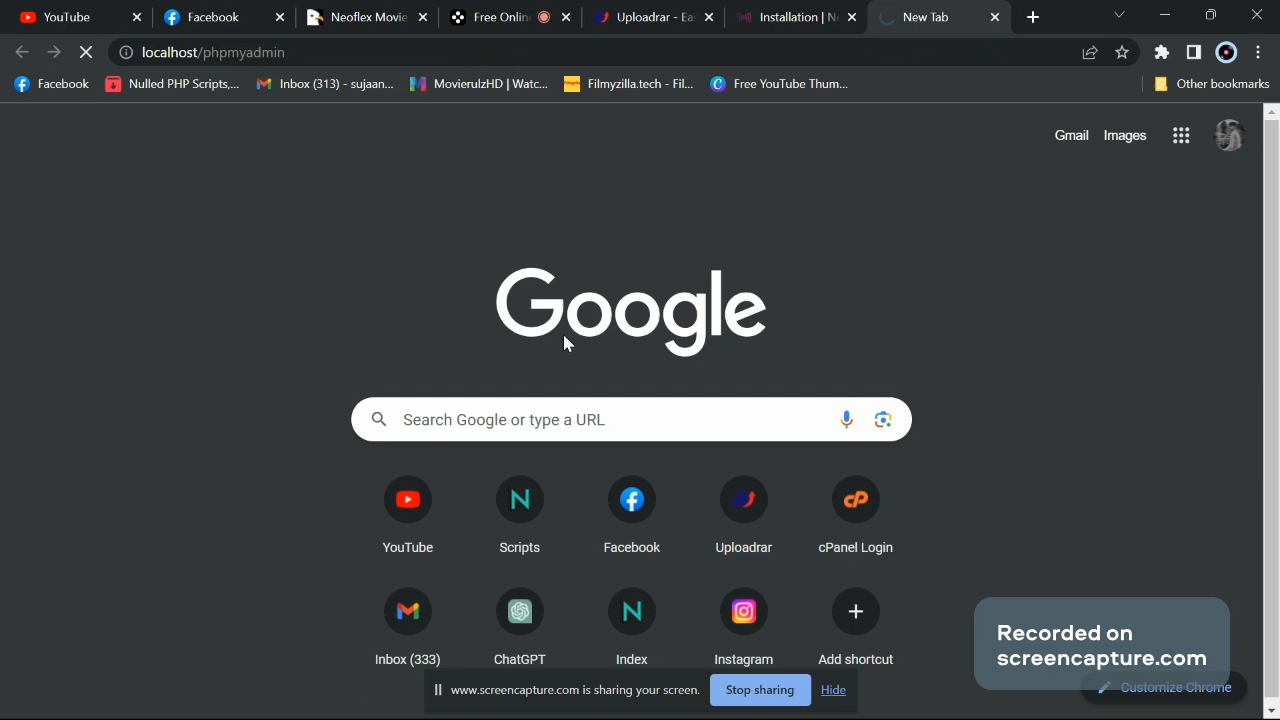 YouTube
Facebook
Neoflex Movie
Free Onlin
Uploadrar - Ea
Installation | N
New Tab
localhost/phpmyadmin
Facebook
Nulled PHP Scripts,...
Inbox (313) - sujaan...
MovieRulzHD | Watc...
Filmyzilla.tech - Fil...
Free YouTube Thum...
Other bookmarks
Gmail
Images
Google
Search Google or type a URL
YouTube
Scripts
Facebook
Uploadrar
cPanel Login
Inbox (333)
ChatGPT
Index
Instagram
Add shortcut
Recorded on
screencapture.com
Customize Chrome
www.screencapture.com is sharing your screen.
Stop sharing
Hide